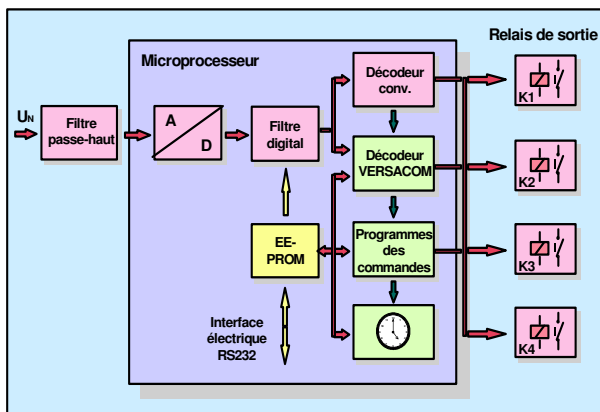 Relais de sortie
Microprocesseur
UN
Filtre
passe-haut
A
D
Filtre
digital
Décodeur
conv.
Décodeur
VERSACOM
EE-
PROM
Programmes
des
commandes
Interface
électrique
RS232
K1
K2
K3
K4